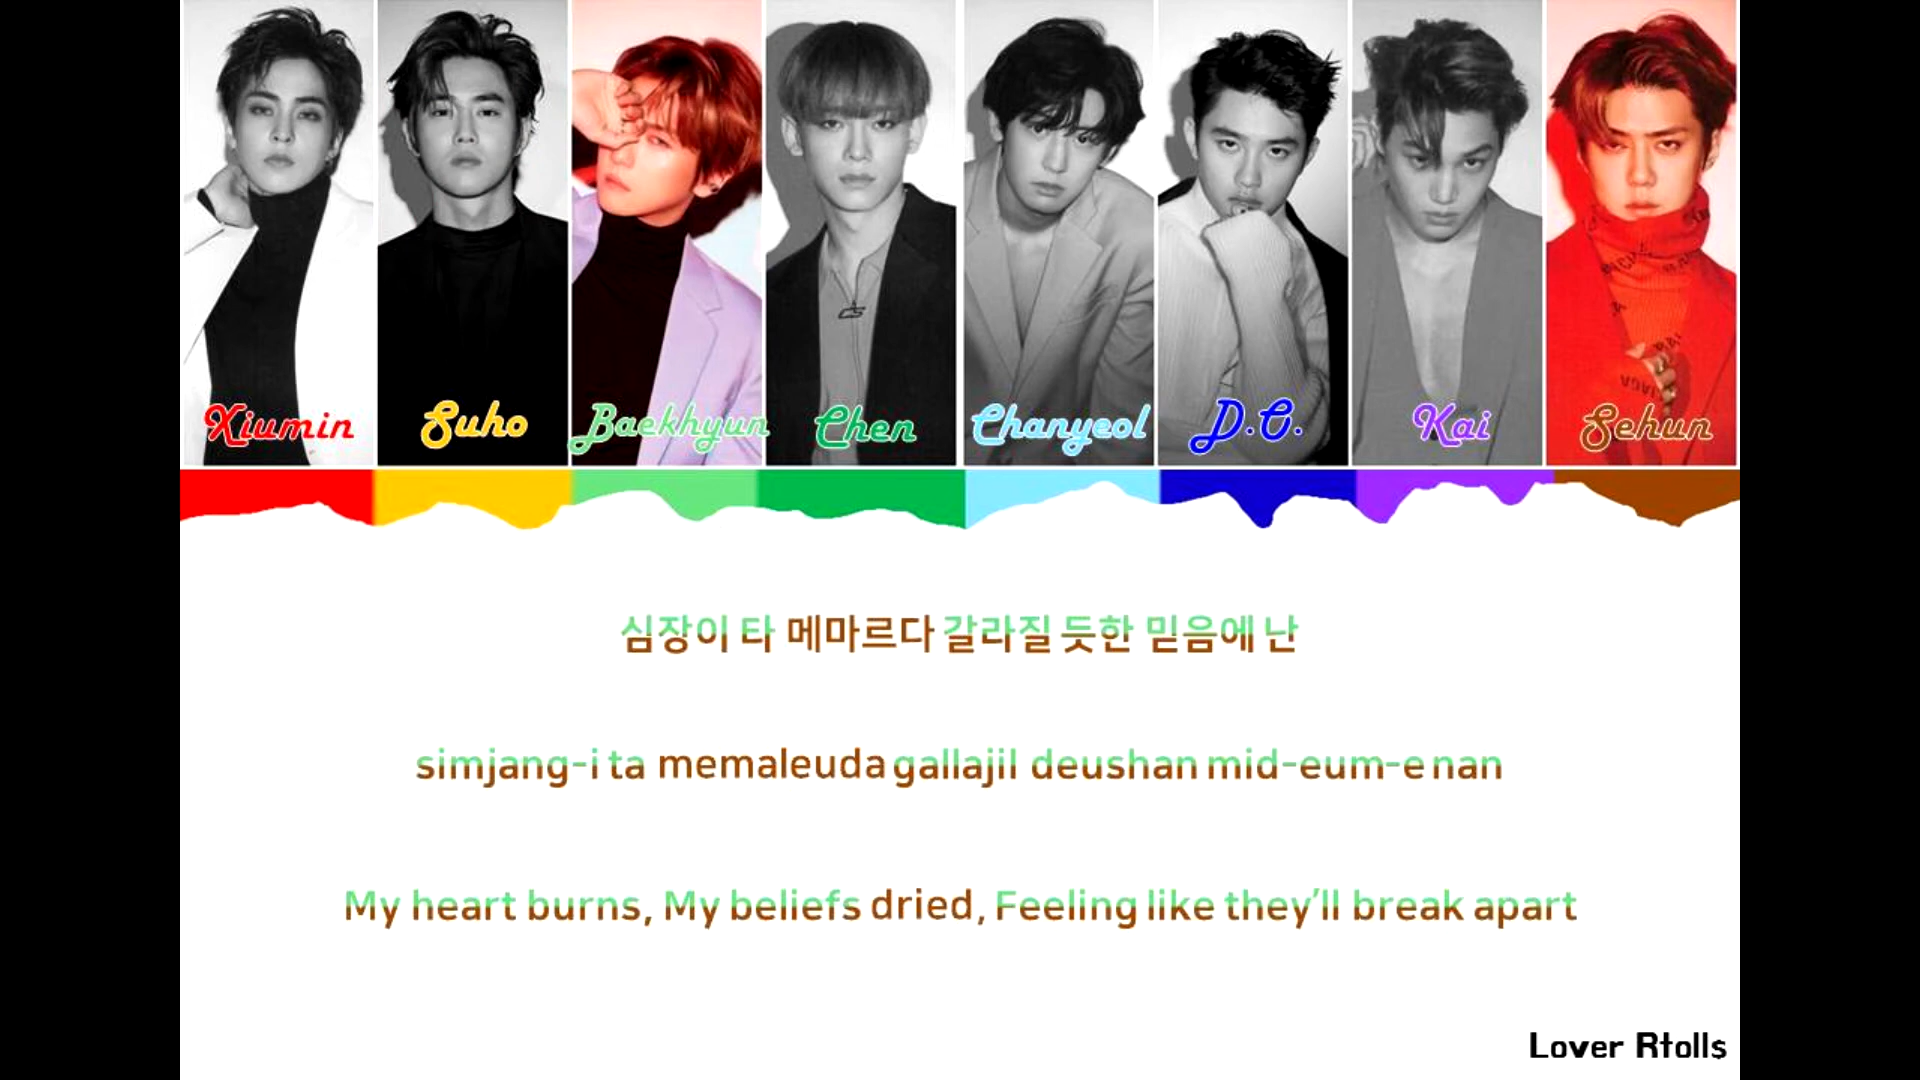 Xiumin Suho Baekhyun Chen Chanyeol D.O. Kai Sehun
심장이 타 메마르다 갈라질 듯한 믿음에 난
simjang-i ta memaleuda gallajil deushan mid-eum-e nan
My heart burns, My beliefs dried, Feeling like they'll break apart
Lover Rtolls